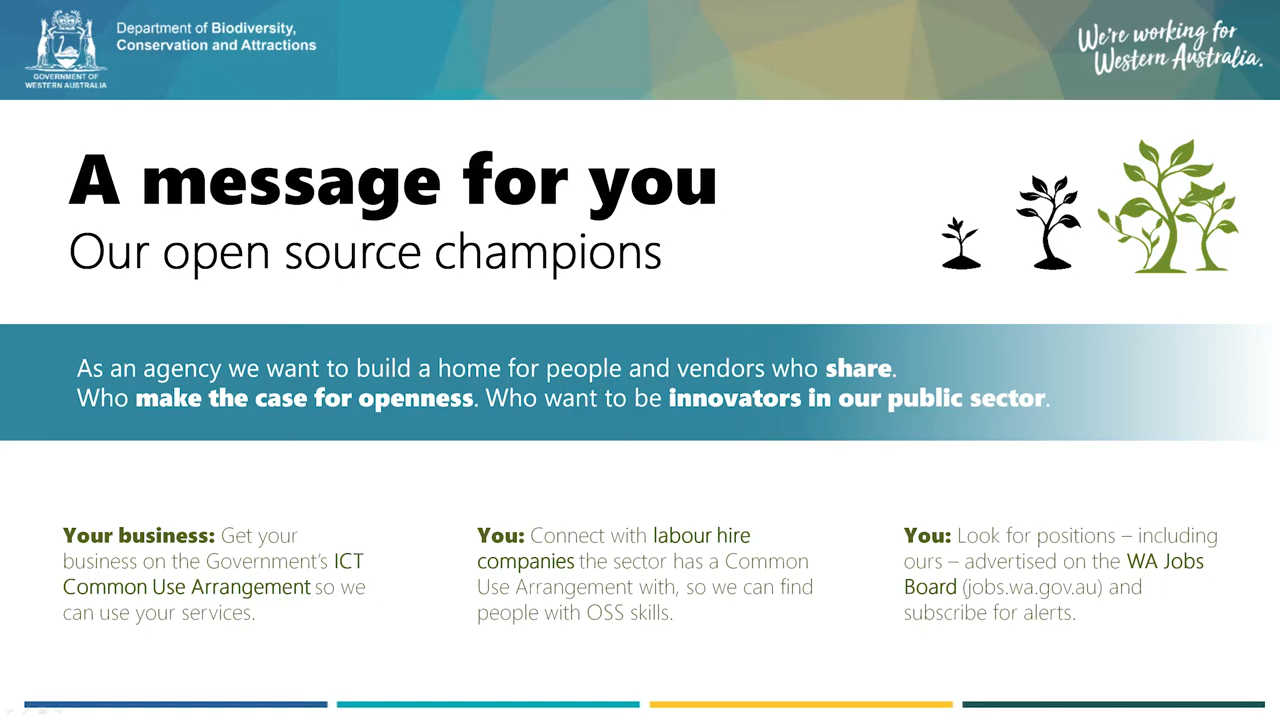 Department of Biodiversity,
Conservation and Attractions
GOVERNMENT OF
WESTERN AUSTRALIA
We're working for
Western Australia.
A message for you
Our open source champions
As an agency we want to build a home for people and vendors who share.
Who make the case for openness. Who want to be innovators in our public sector.
Your business: Get your
business on the Government's ICT
Common Use Arrangement so we
can use your services.
You: Connect with labour hire
companies the sector has a Common
Use Arrangement with, so we can find
people with OSS skills.
You: Look for positions – including
ours – advertised on the WA Jobs
Board (jobs.wa.gov.au) and
subscribe for alerts.